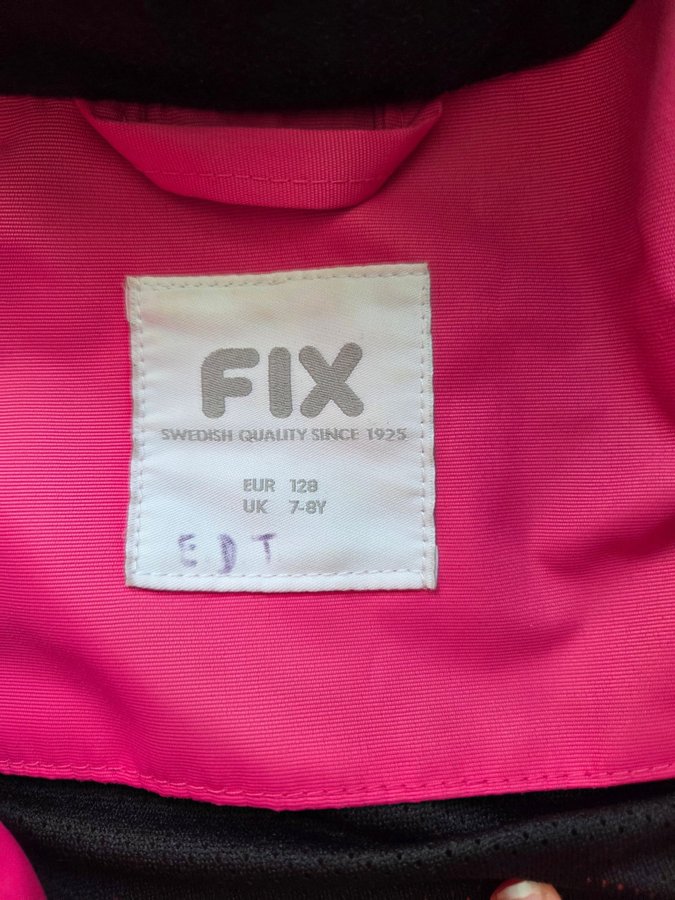 FIX
SWEDISH QUALITY SINCE 1925
EUR 128
UK 7-8Y
EDT